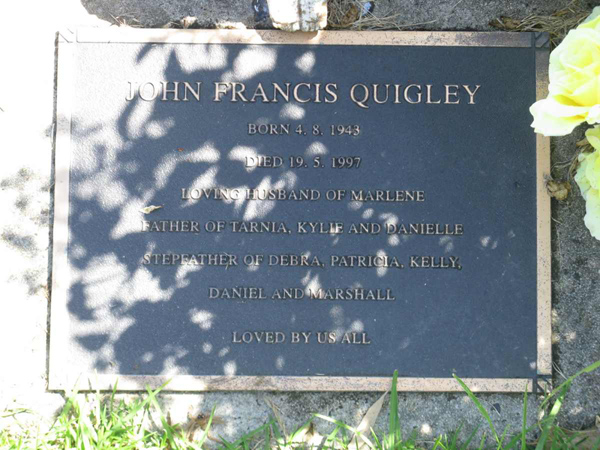 JOHN FRANCIS QUIGLEY
BORN 4. 8. 1943
DIED 19. 5. 1997
LOVING HUSBAND OF MARLENE
FATHER OF TARNIA, KYLIE AND DANIELLE
STEPFATHER OF DEBRA, PATRICIA, KELLY,
DANIEL AND MARSHALL
LOVED BY US ALL